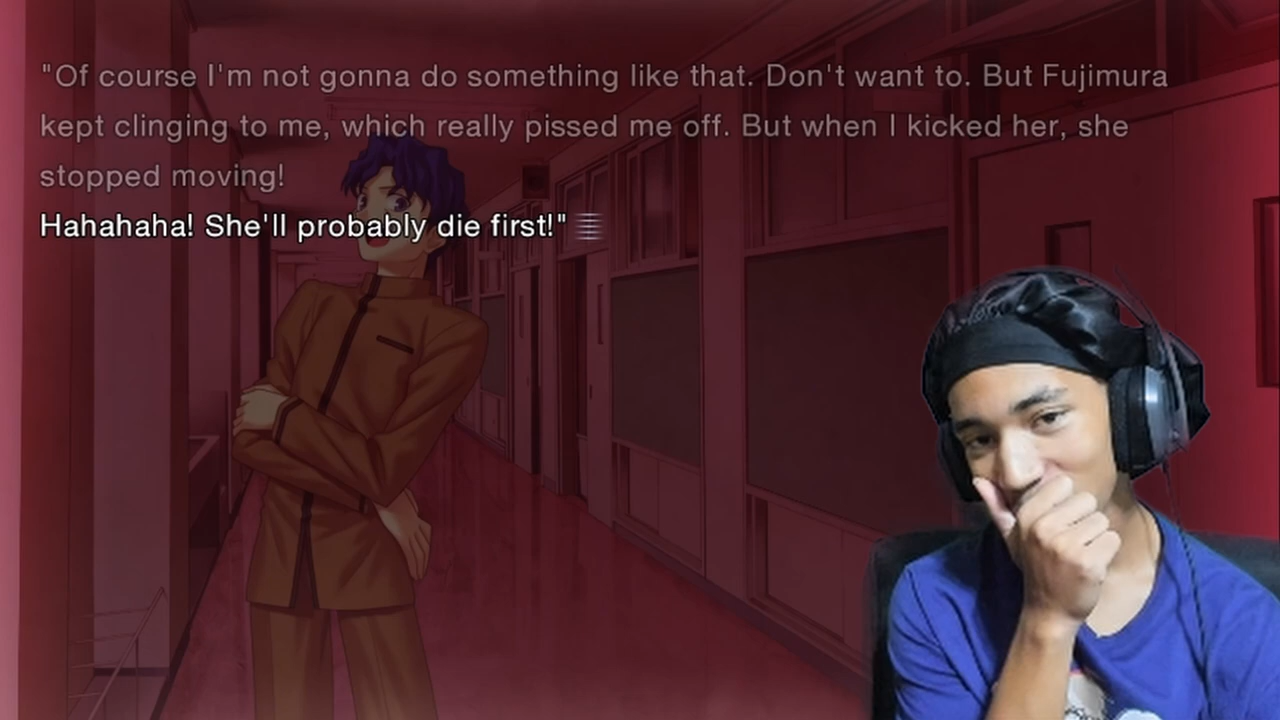 "Of course I'm not gonna do something like that. Don't want to. But Fujimura
kept clinging to me, which really pissed me off. But when I kicked her, she
stopped moving!
Hahahaha! She'll probably die first!"